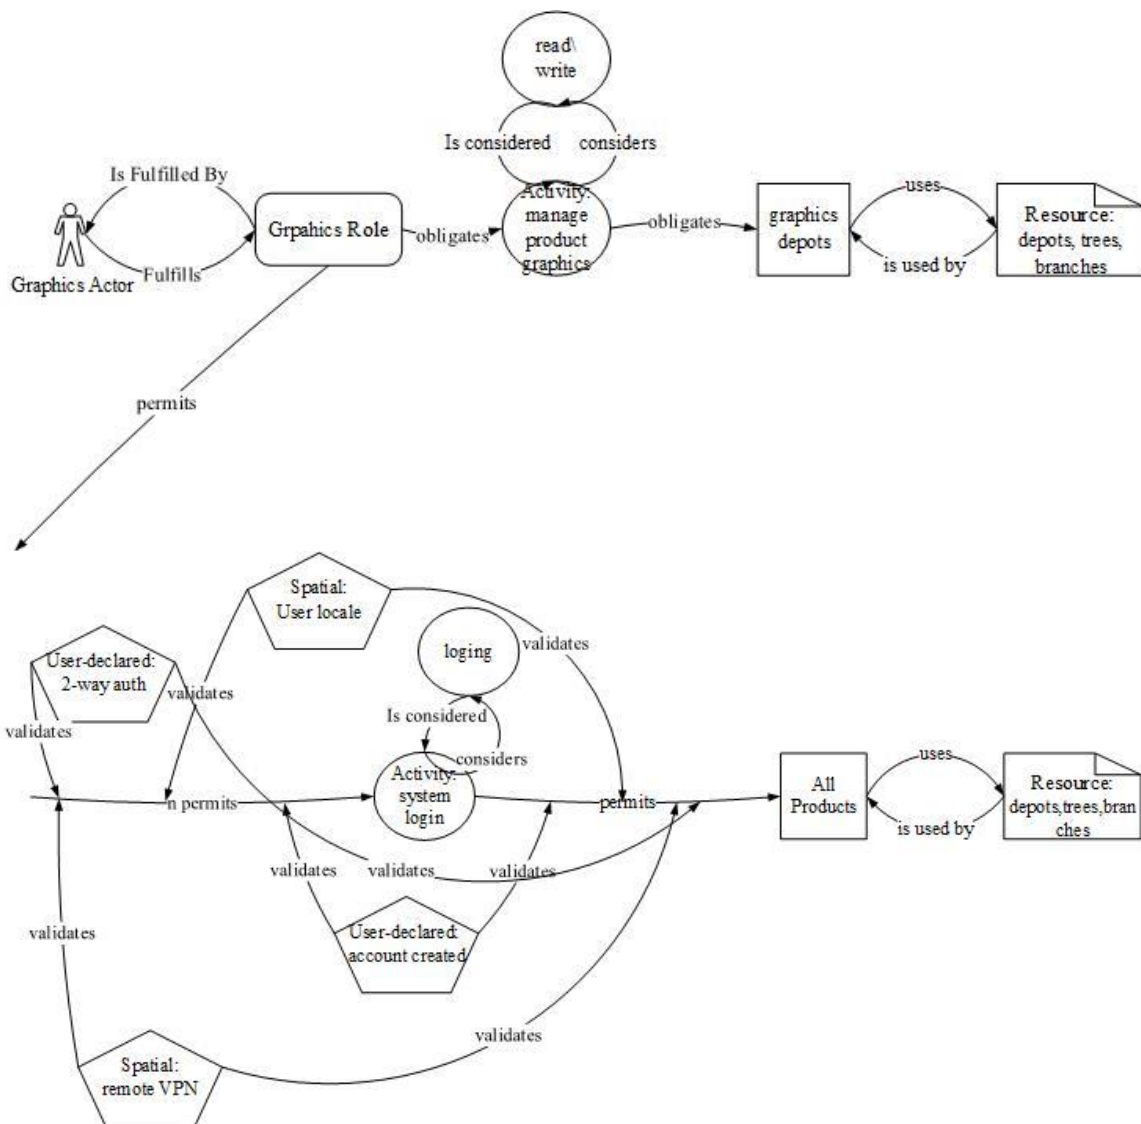 read\
write
Is considered
considers
Is Fulfilled By
Grpahics Role
Fulfills
Graphics Actor
obligates
Activity:
manage
product
graphics
obligates
graphics
depots
uses
is used by
Resource:
depots, trees,
branches
permits
Spatial:
User locale
validates
validates
User-declared:
2-way auth
validates
loging
Is considered
considers
n permits
Activity:
system
login
permits
All
Products
uses
is used by
Resource:
depots,trees,bran
ches
validates
validates
validates
User-declared:
account created
validates
validates
Spatial:
remote VPN